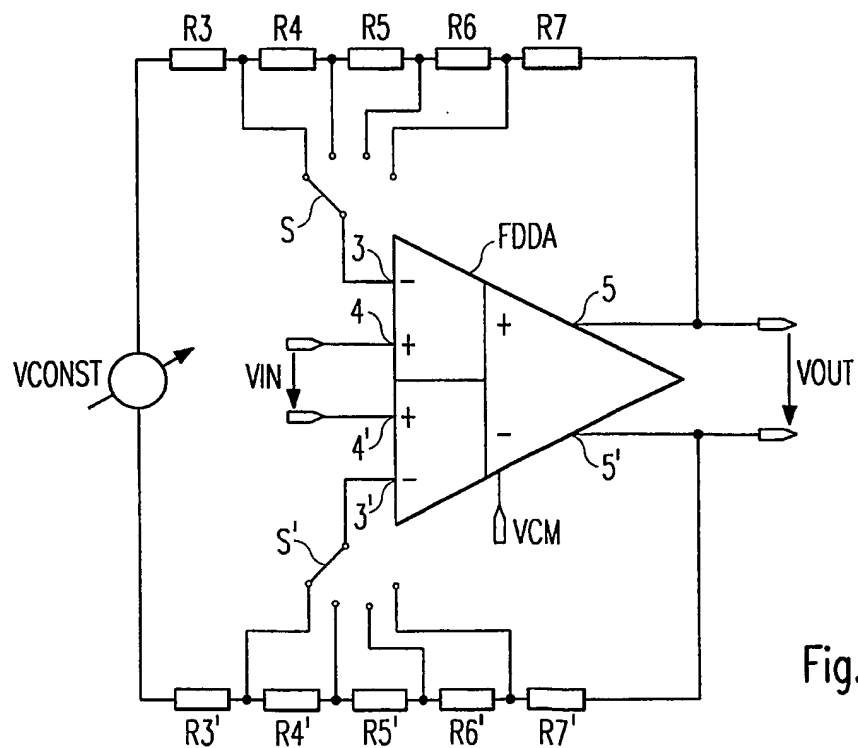 R3 R4 R5 R6 R7
S
FDDA
3
−
5
4
+
+
VCONST
VIN
VOUT
+
4'
−
5'
3'
−
S'
VCM
Fig.
R3' R4' R5' R6' R7'